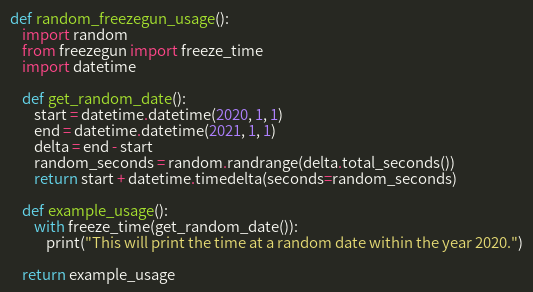 def random_freezegun_usage():
    import random
    from freezegun import freeze_time
    import datetime

    def get_random_date():
        start = datetime.datetime(2020, 1, 1)
        end = datetime.datetime(2021, 1, 1)
        delta = end - start
        random_seconds = random.randrange(delta.total_seconds())
        return start + datetime.timedelta(seconds=random_seconds)

    def example_usage():
        with freeze_time(get_random_date()):
            print("This will print the time at a random date within the year 2020.")

    return example_usage